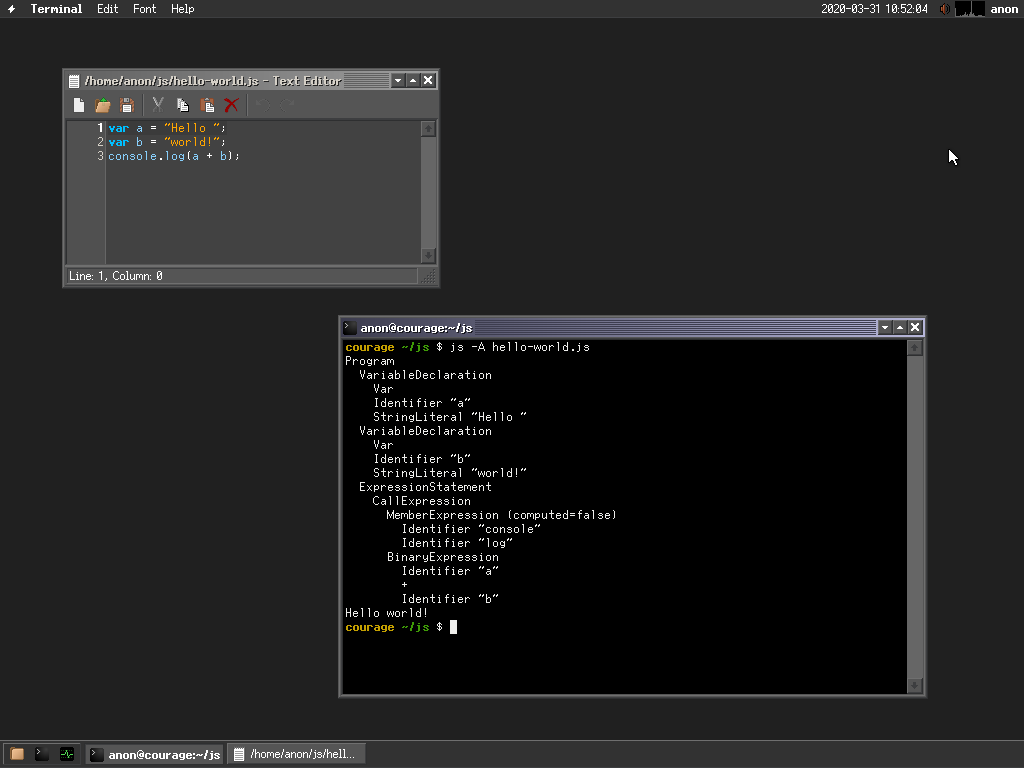 Terminal Edit Font Help 2020-03-31 10:52:04 anon
/home/anon/js/hello-world.js - Text Editor
1 var a = "Hello ";
2 var b = "world!";
3 console.log(a + b);
Line: 1, Column: 0
anon@courage:~/js
courage ~/js $ js -A hello-world.js
Program
VariableDeclaration
Var
Identifier "a"
StringLiteral "Hello "
VariableDeclaration
Var
Identifier "b"
StringLiteral "world!"
ExpressionStatement
CallExpression
MemberExpression (computed=false)
Identifier "console"
Identifier "log"
BinaryExpression
Identifier "a"
+
Identifier "b"
Hello world!
courage ~/js $
anon@courage:~/js /home/anon/js/hell...